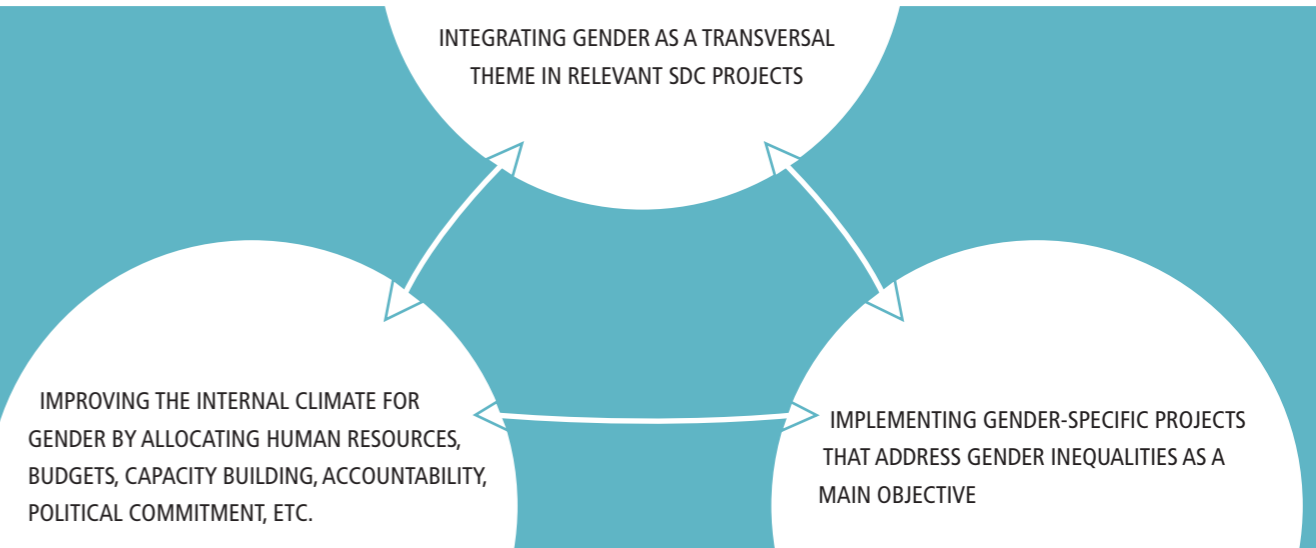 INTEGRATING GENDER AS A TRANSVERSAL
THEME IN RELEVANT SDC PROJECTS
IMPROVING THE INTERNAL CLIMATE FOR
GENDER BY ALLOCATING HUMAN RESOURCES,
BUDGETS, CAPACITY BUILDING, ACCOUNTABILITY,
POLITICAL COMMITMENT, ETC.
IMPLEMENTING GENDER-SPECIFIC PROJECTS
THAT ADDRESS GENDER INEQUALITIES AS A
MAIN OBJECTIVE